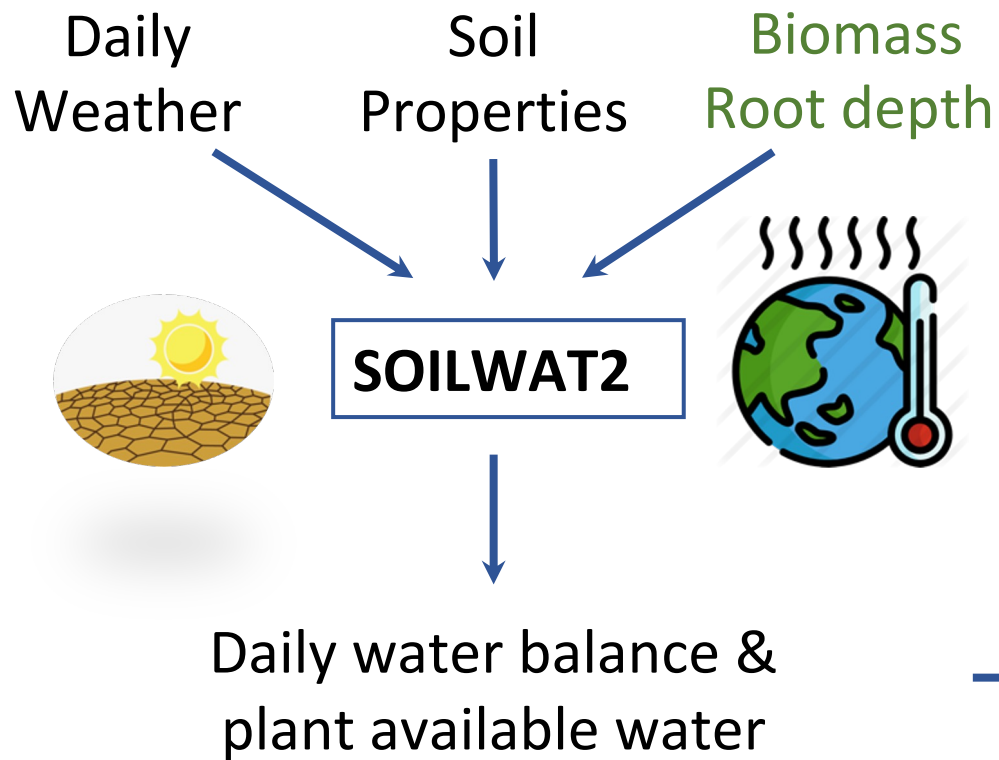 Daily
Weather
Soil
Properties
Biomass
Root depth
SOILWAT2
Daily water balance &
plant available water